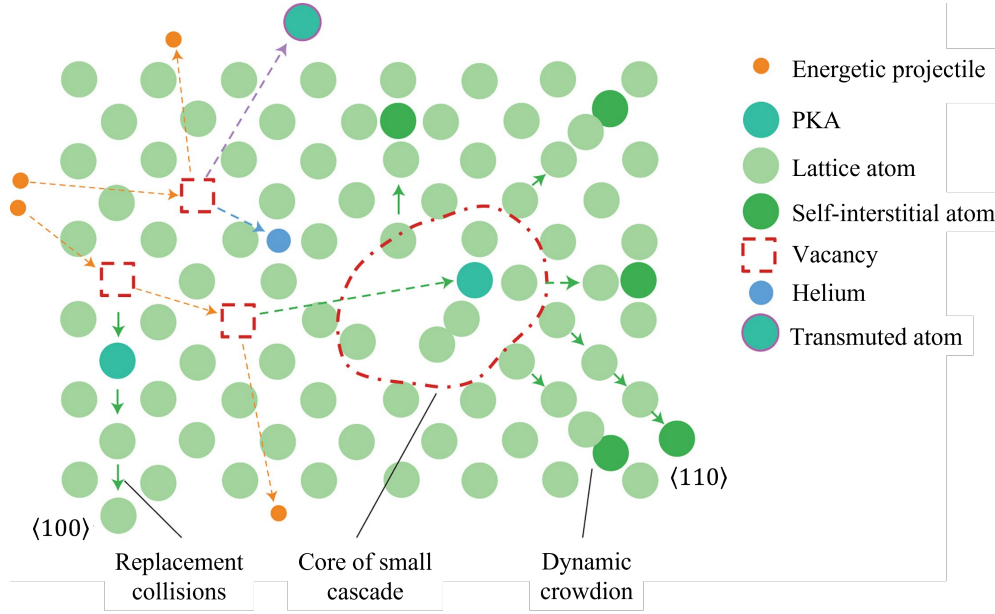 Energetic projectile
PKA
Lattice atom
Self-interstitial atom
Vacancy
Helium
Transmuted atom
⟨110⟩
⟨100⟩
Replacement
collisions
Core of small
cascade
Dynamic
crowdion